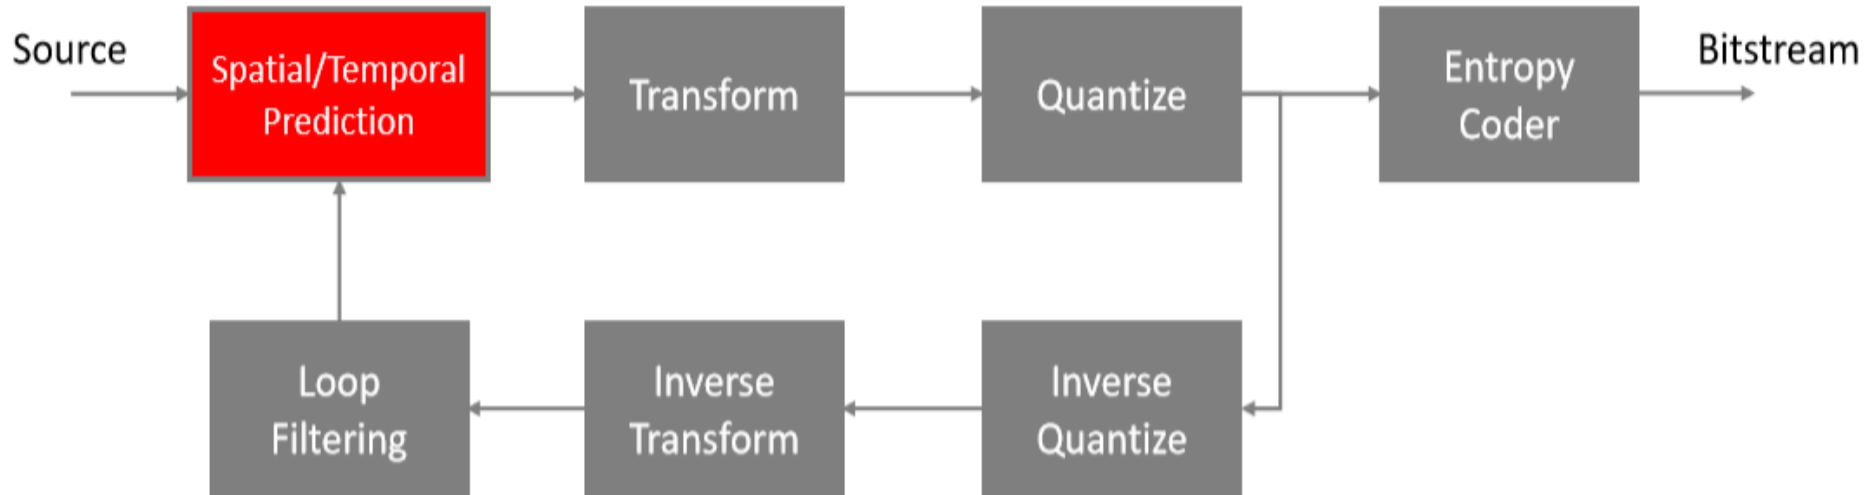 Source
Spatial/Temporal
Prediction
Transform
Quantize
Entropy
Coder
Bitstream
Loop
Filtering
Inverse
Transform
Inverse
Quantize